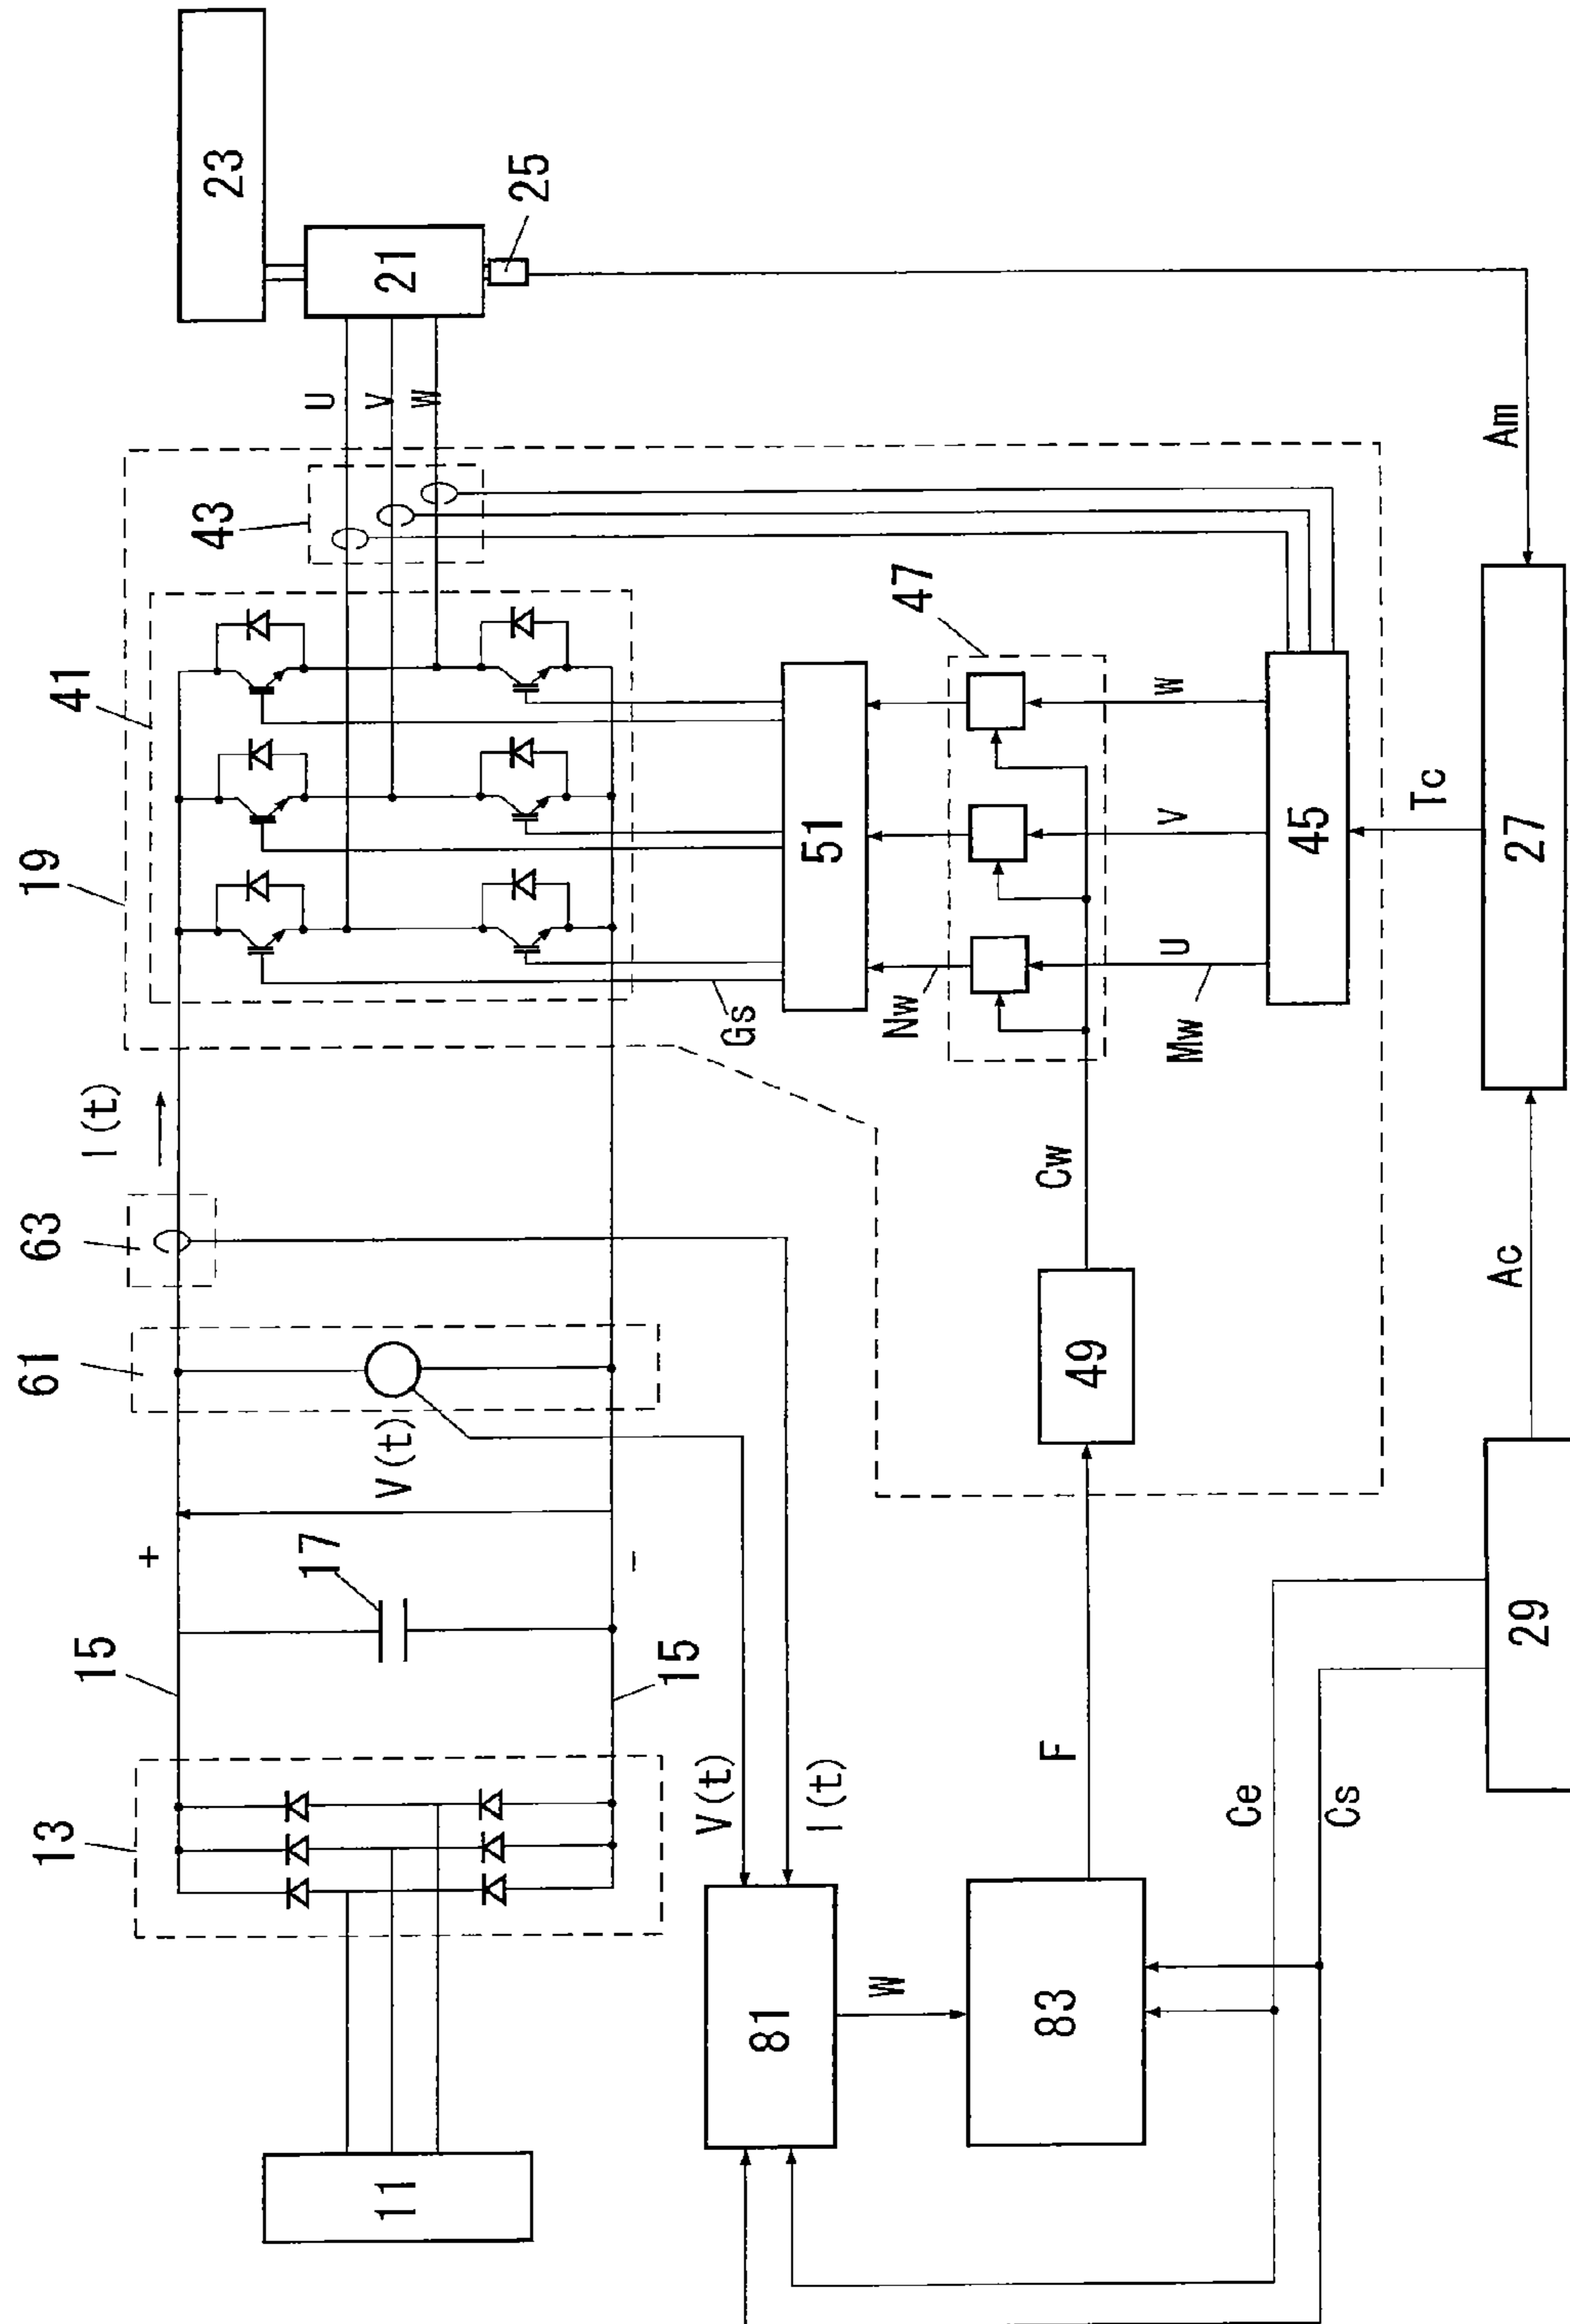 23
21
25
U
V
W
43
41
19
47
51
Gs
Nw
W
V
U
Mw
45
Tc
27
Am
Ac
Cw
49
I(t)
63
61
V(t)
+
17
−
15
15
13
V(t)
I(t)
F
Ce
Cs
29
81
W
83
11